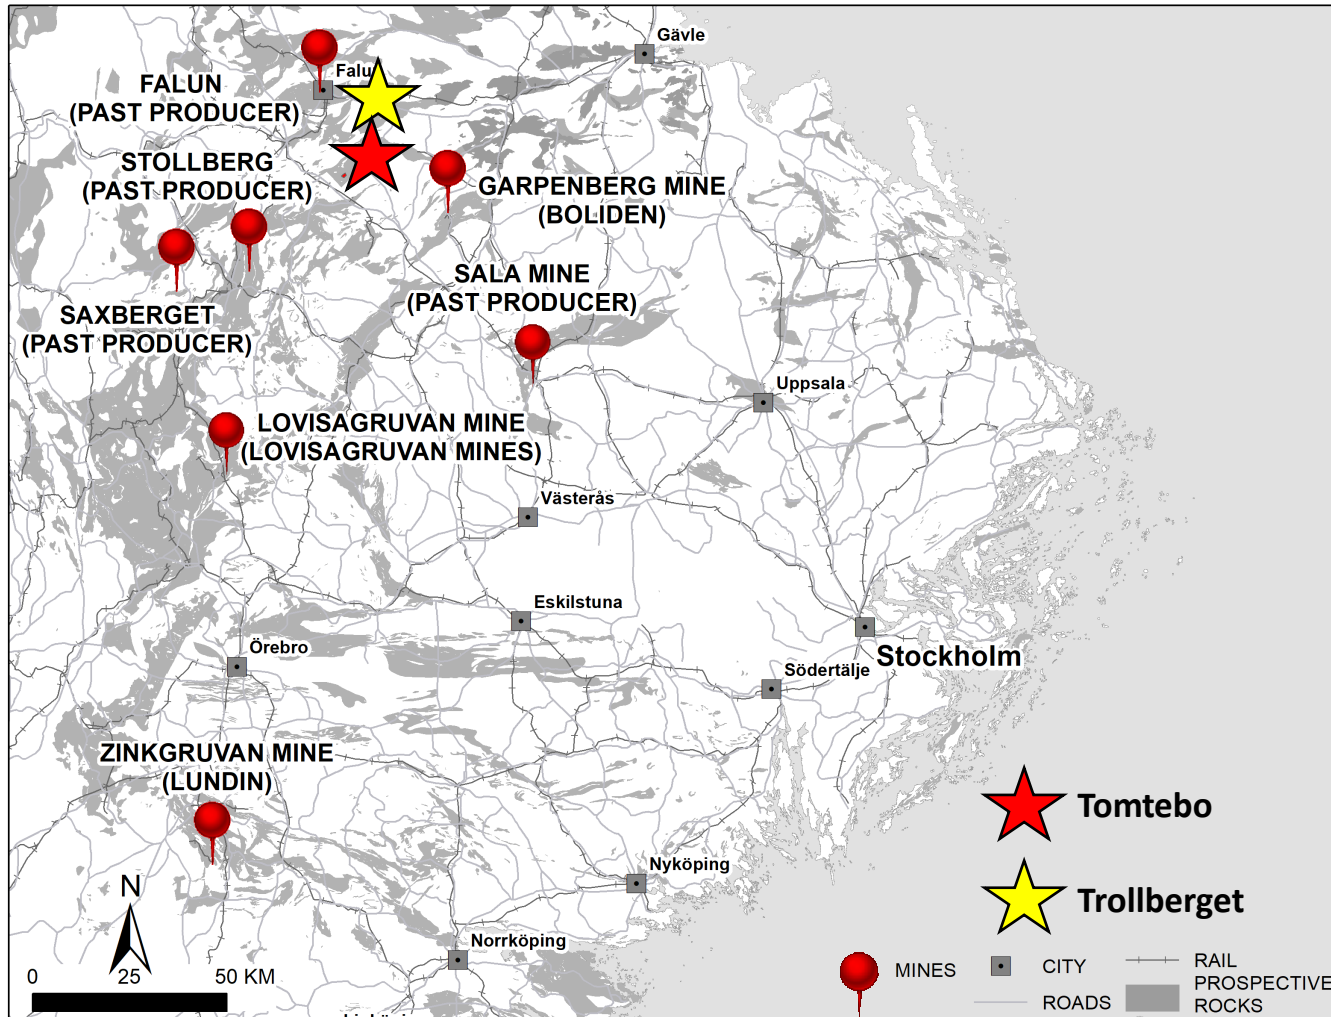 Gävle
Falu
FALUN
(PAST PRODUCER)
STOLLBERG
(PAST PRODUCER)
GARPENBERG MINE
(BOLIDEN)
SALA MINE
(PAST PRODUCER)
SAXBERGET
(PAST PRODUCER)
Uppsala
LOVISAGRUVAN MINE
(LOVISAGRUVAN MINES)
Västerås
Eskilstuna
Örebro
Stockholm
Södertälje
ZINKGRUVAN MINE
(LUNDIN)
Tomtebo
Nyköping
Trollberget
N
Norrköping
0 25 50 KM
MINES
CITY
RAIL
ROADS
PROSPECTIVE
ROCKS